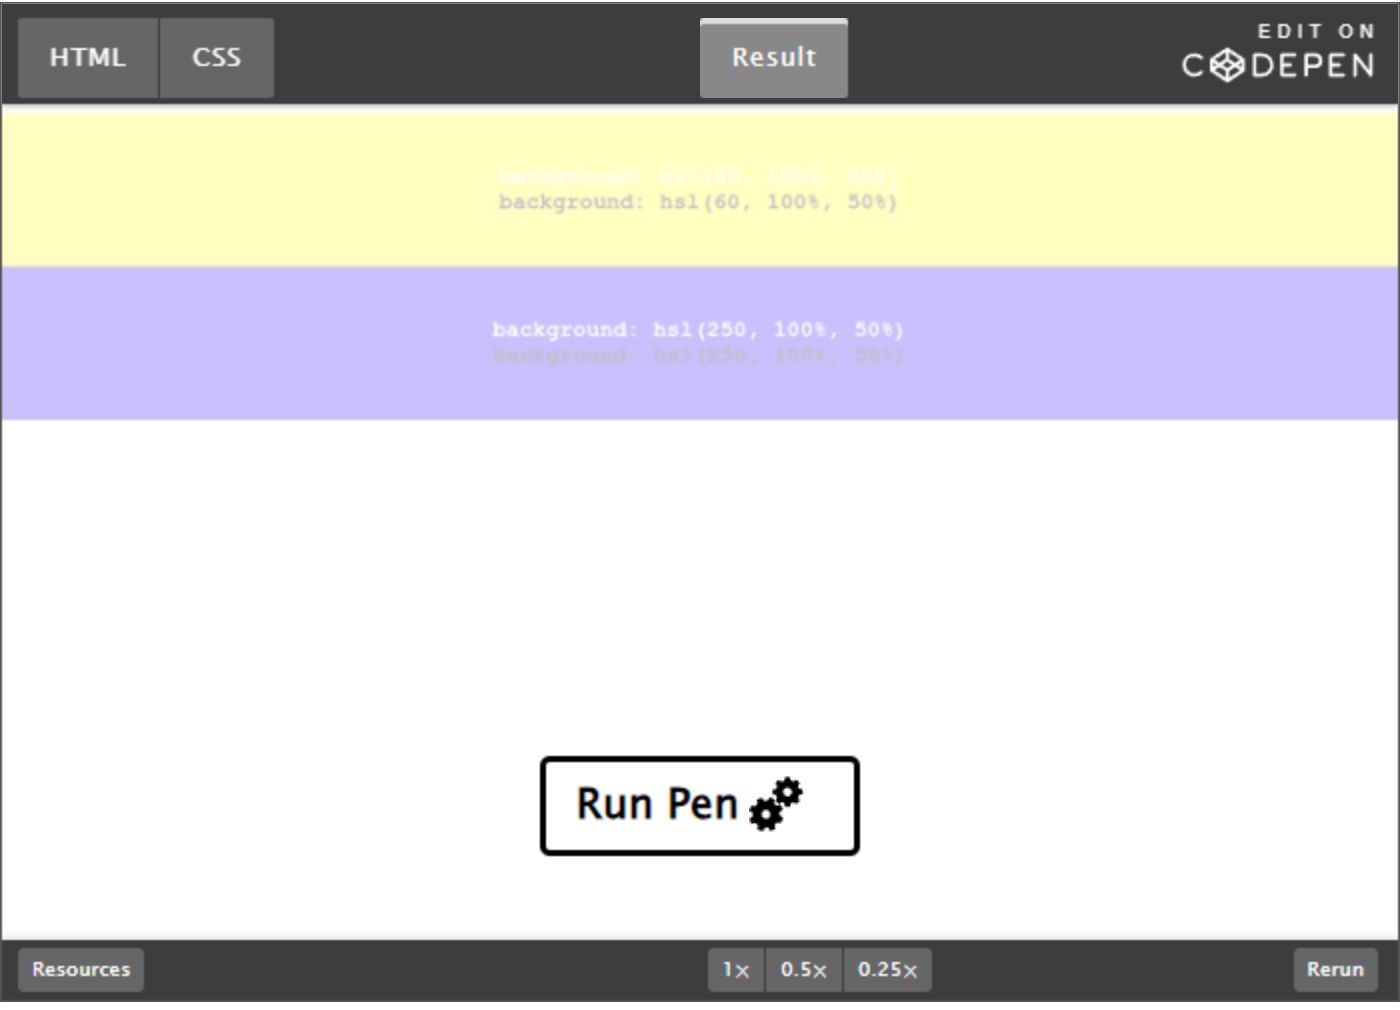 HTML CSS Result EDIT ON
CODEPEN
background: hsl(60, 100%, 50%)
background: hsl(60, 100%, 50%)
background: hsl(250, 100%, 50%)
background: hsl(250, 100%, 50%)
Run Pen
Resources 1× 0.5× 0.25× Rerun